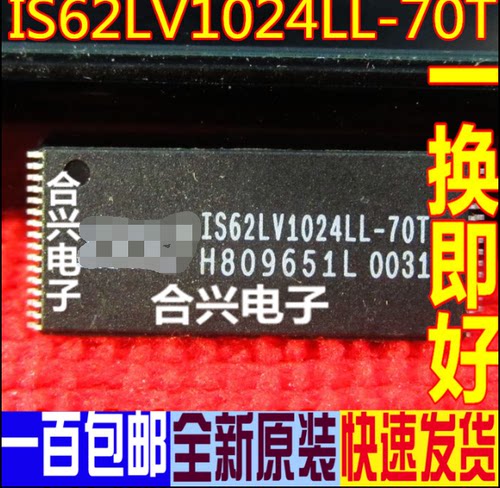 IS62LV1024LL-70T
一换即好
合兴电子
IS62LV1024LL-70T
H809651L 0031
合兴电子
一百包邮 全新原装 快速发货